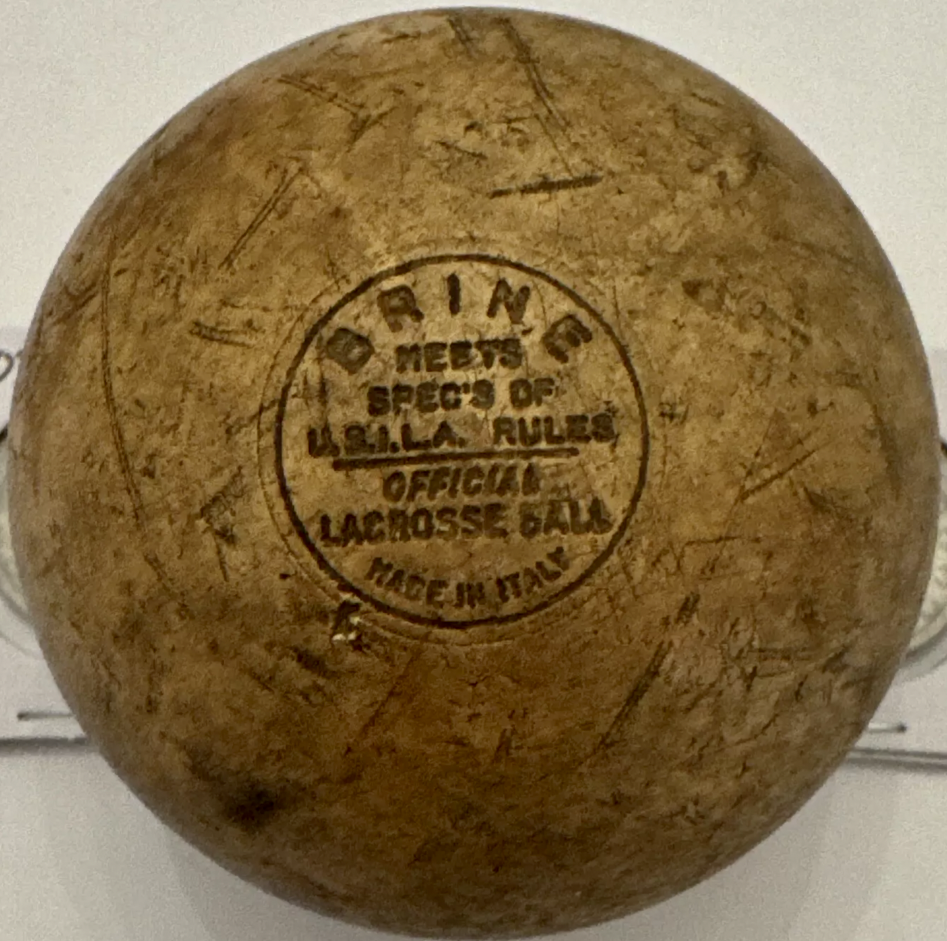 BRINE
MEETS
SPEC'S OF
U.S.I.L.A. RULES
OFFICIAL
LACROSSE BALL
MADE IN ITALY